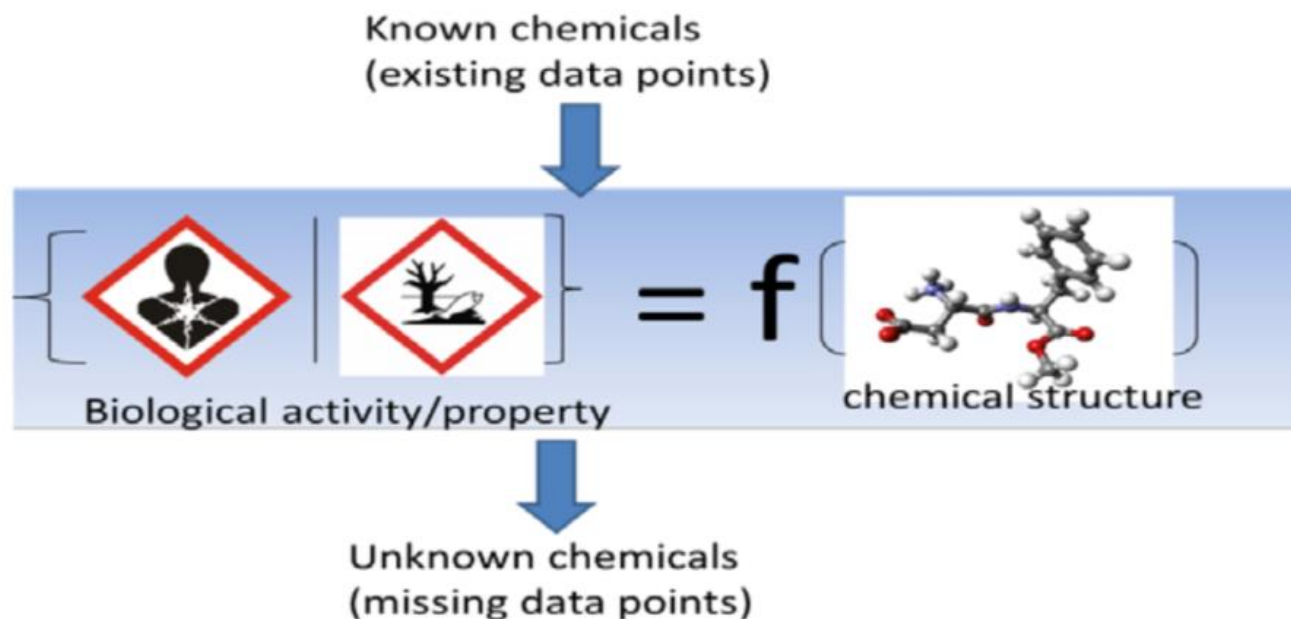 Known chemicals
(existing data points)
= f
Biological activity/property
chemical structure
Unknown chemicals
(missing data points)